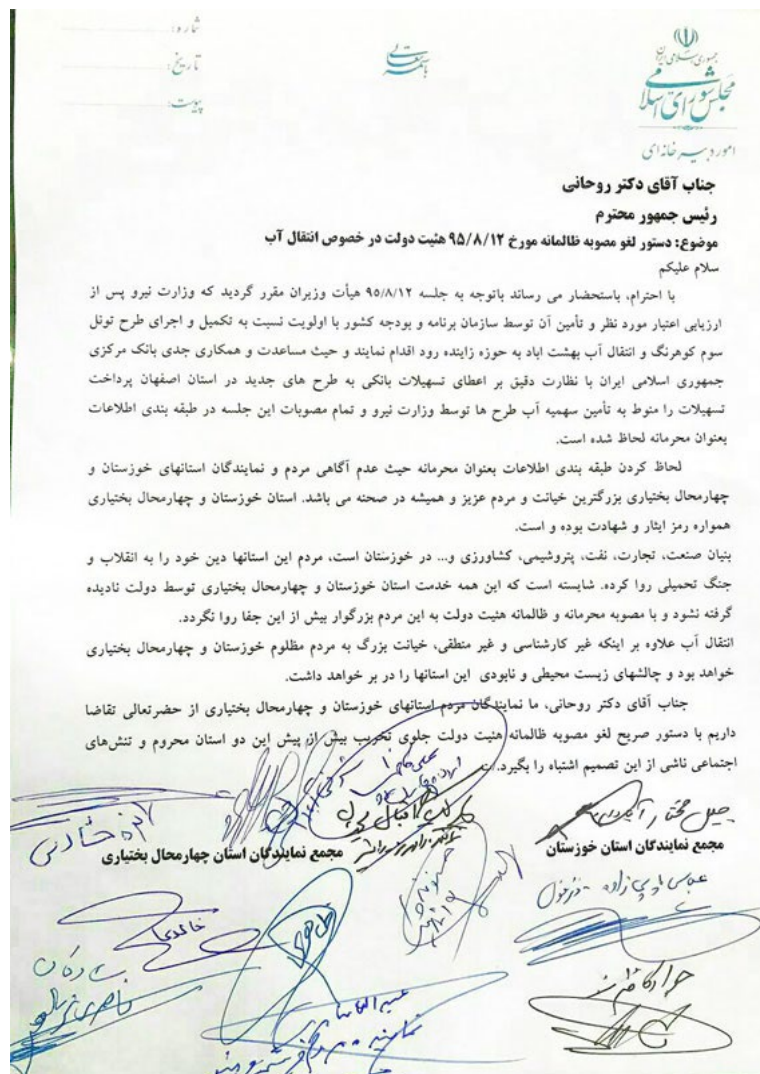 جمهوری اسلامی ایران
مجلس شورای اسلامی
امور دبیرخانه‌ای
باسمه تعالی
شماره:
تاریخ:
پیوست:
جناب آقای دکتر روحانی
رئیس جمهور محترم
موضوع: دستور لغو مصوبه ظالمانه مورخ ۹۵/۸/۱۲ هئیت دولت در خصوص انتقال آب
سلام علیکم
با احترام، باستحضار می رساند باتوجه به جلسه ۹۵/۸/۱۲ هیأت وزیران مقرر گردید که وزارت نیرو پس از
ارزیابی اعتبار مورد نظر و تأمین آن توسط سازمان برنامه و بودجه کشور با اولویت نسبت به تکمیل و اجرای طرح تونل
سوم کوهرنگ و انتقال آب بهشت اباد به حوزه زاینده رود اقدام نمایند و حیث مساعدت و همکاری جدی بانک مرکزی
جمهوری اسلامی ایران با نظارت دقیق بر اعطای تسهیلات بانکی به طرح های جدید در استان اصفهان پرداخت
تسهیلات را منوط به تأمین سهمیه آب طرح ها توسط وزارت نیرو و تمام مصوبات این جلسه در طبقه بندی اطلاعات
بعنوان محرمانه لحاظ شده است.
لحاظ کردن طبقه بندی اطلاعات بعنوان محرمانه حیث عدم آگاهی مردم و نمایندگان استانهای خوزستان و
چهارمحال بختیاری بزرگترین خیانت و مردم عزیز و همیشه در صحنه می باشد. استان خوزستان و چهارمحال بختیاری
همواره رمز ایثار و شهادت بوده و است.
بنیان صنعت، تجارت، نفت، پتروشیمی، کشاورزی و... در خوزستان است، مردم این استانها دین خود را به انقلاب و
جنگ تحمیلی روا کرده. شایسته است که این همه خدمت استان خوزستان و چهارمحال بختیاری توسط دولت نادیده
گرفته نشود و با مصوبه محرمانه و ظالمانه هئیت دولت به این مردم بزرگوار بیش از این جفا روا نگردد.
انتقال آب علاوه بر اینکه غیر کارشناسی و غیر منطقی، خیانت بزرگ به مردم مظلوم خوزستان و چهارمحال بختیاری
خواهد بود و چالشهای زیست محیطی و نابودی این استانها را در بر خواهد داشت.
جناب آقای دکتر روحانی، ما نمایندگان مردم استانهای خوزستان و چهارمحال بختیاری از حضرتعالی تقاضا
داریم با دستور صریح لغو مصوبه ظالمانه هئیت دولت جلوی تخریب بیش از پیش این دو استان محروم و تنش‌های
اجتماعی ناشی از این تصمیم اشتباه را بگیرد.
مجمع نمایندگان استان خوزستان
مجمع نمایندگان استان چهارمحال بختیاری